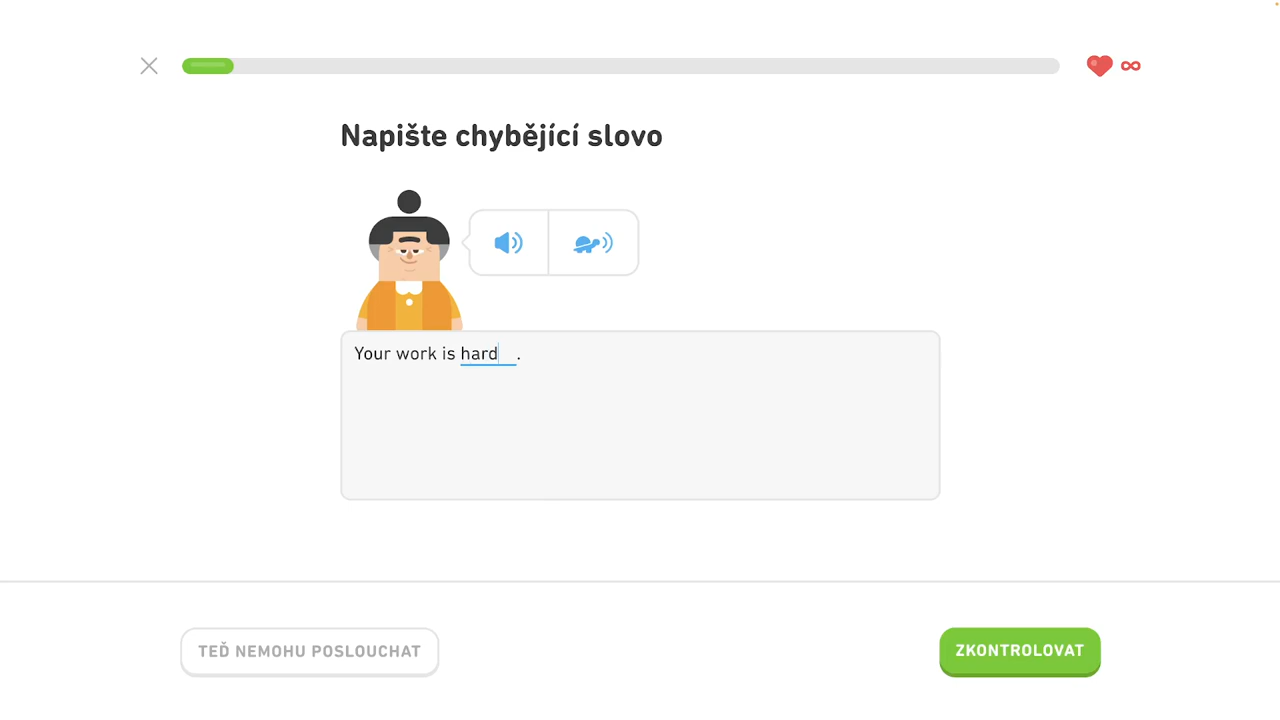 Napište chybějící slovo
Your work is hard .
TEĎ NEMOHU POSLOUCHAT
ZKONTROLOVAT